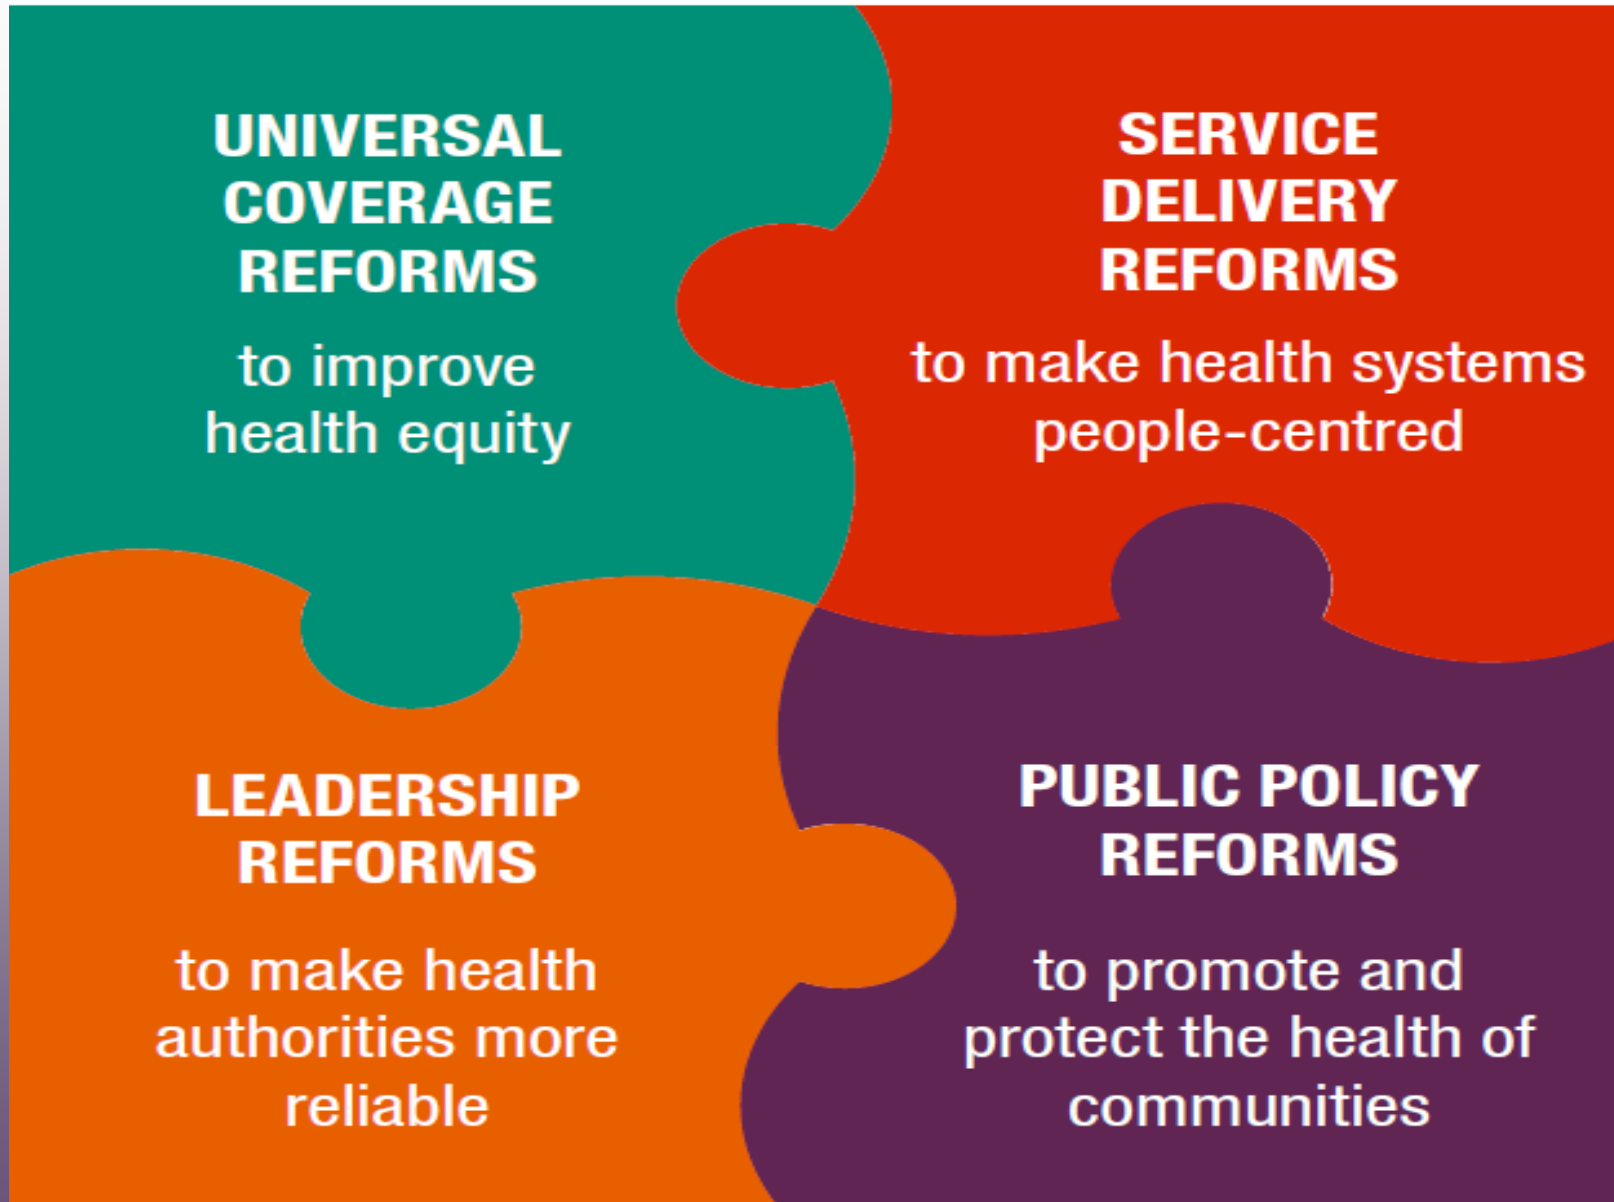 UNIVERSAL
COVERAGE
REFORMS
to improve
health equity
SERVICE
DELIVERY
REFORMS
to make health systems
people-centred
LEADERSHIP
REFORMS
to make health
authorities more
reliable
PUBLIC POLICY
REFORMS
to promote and
protect the health of
communities